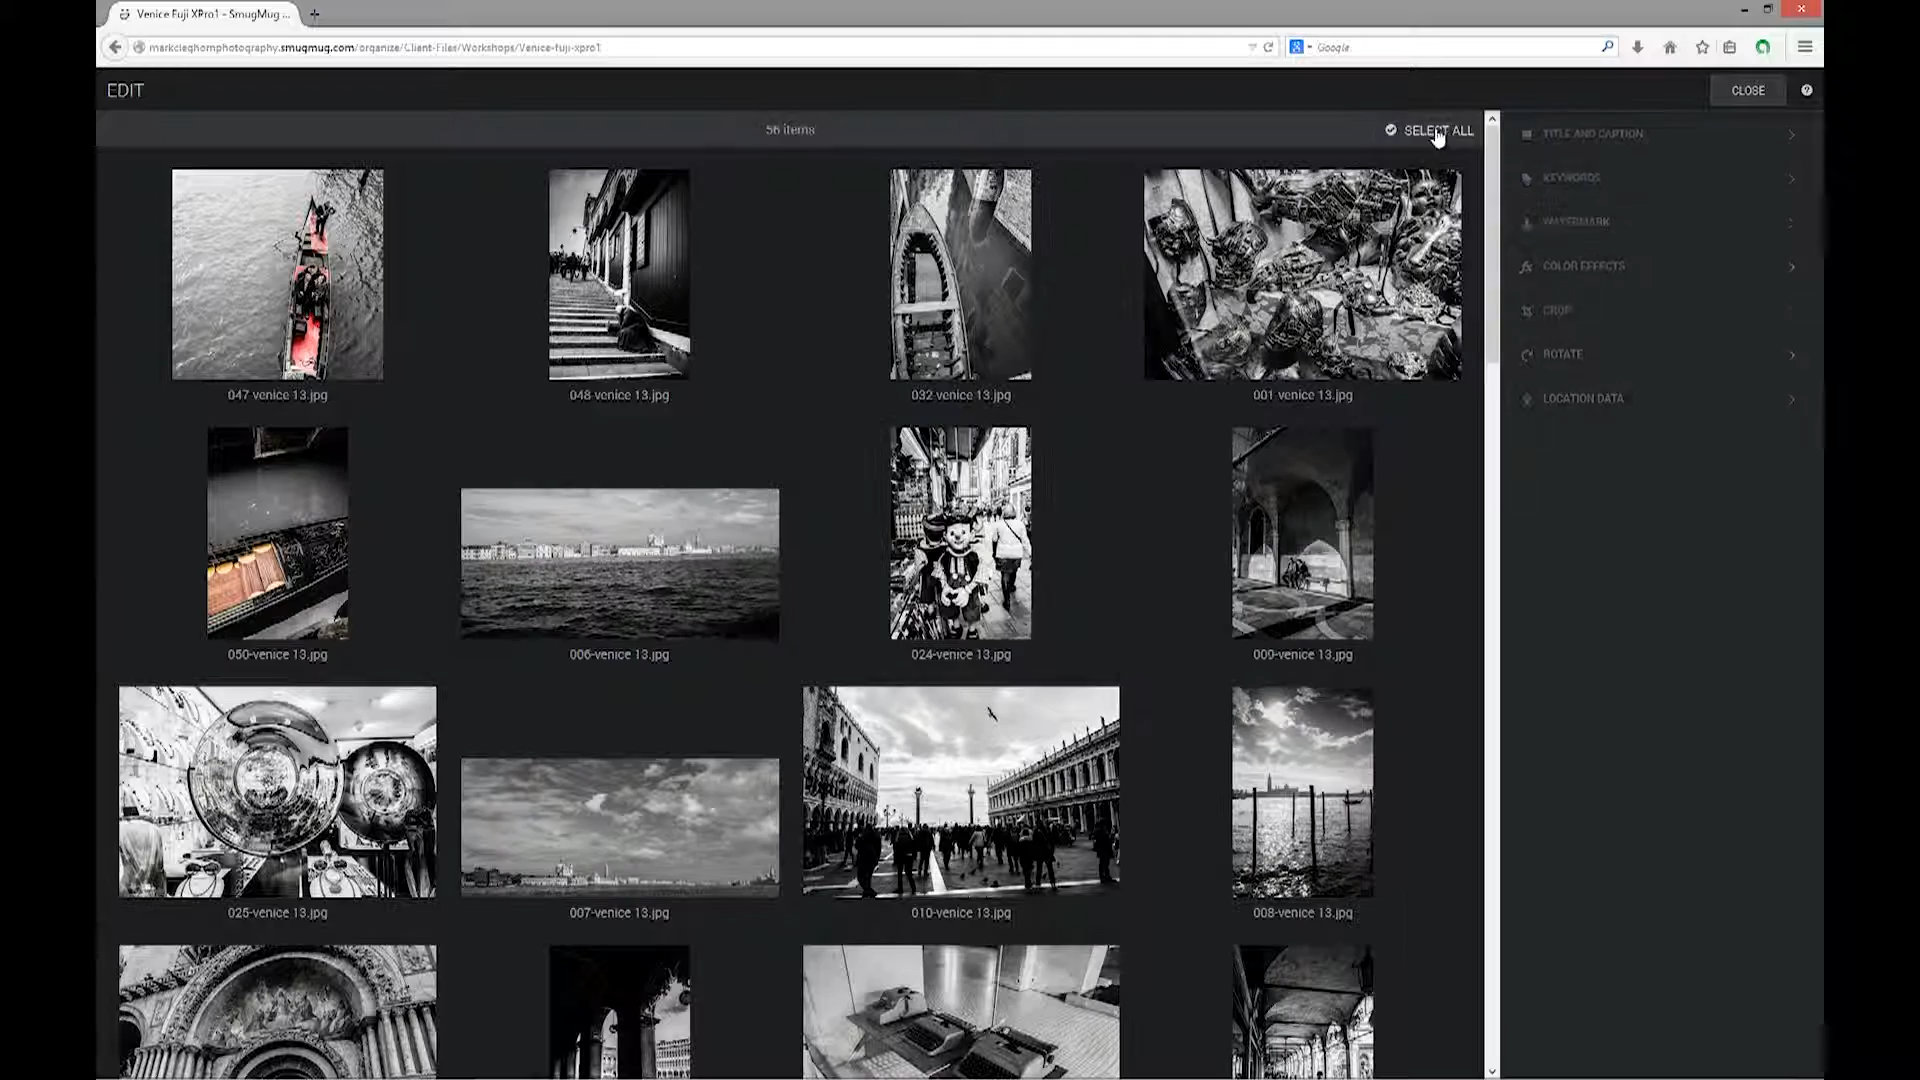 Venice Fuji XPro1 - SmugMug ...
markcleghornphotography.smugmug.com/organize/Client-Files/Workshops/Venice-fuji-xpro1
Google
EDIT
CLOSE
56 items
SELECT ALL
TITLE AND CAPTION
KEYWORDS
WATERMARK
COLOR EFFECTS
CROP
ROTATE
LOCATION DATA
047 venice 13.jpg
048 venice 13.jpg
032 venice 13.jpg
001 venice 13.jpg
050-venice 13.jpg
006-venice 13.jpg
024-venice 13.jpg
009-venice 13.jpg
025-venice 13.jpg
007-venice 13.jpg
010-venice 13.jpg
008-venice 13.jpg